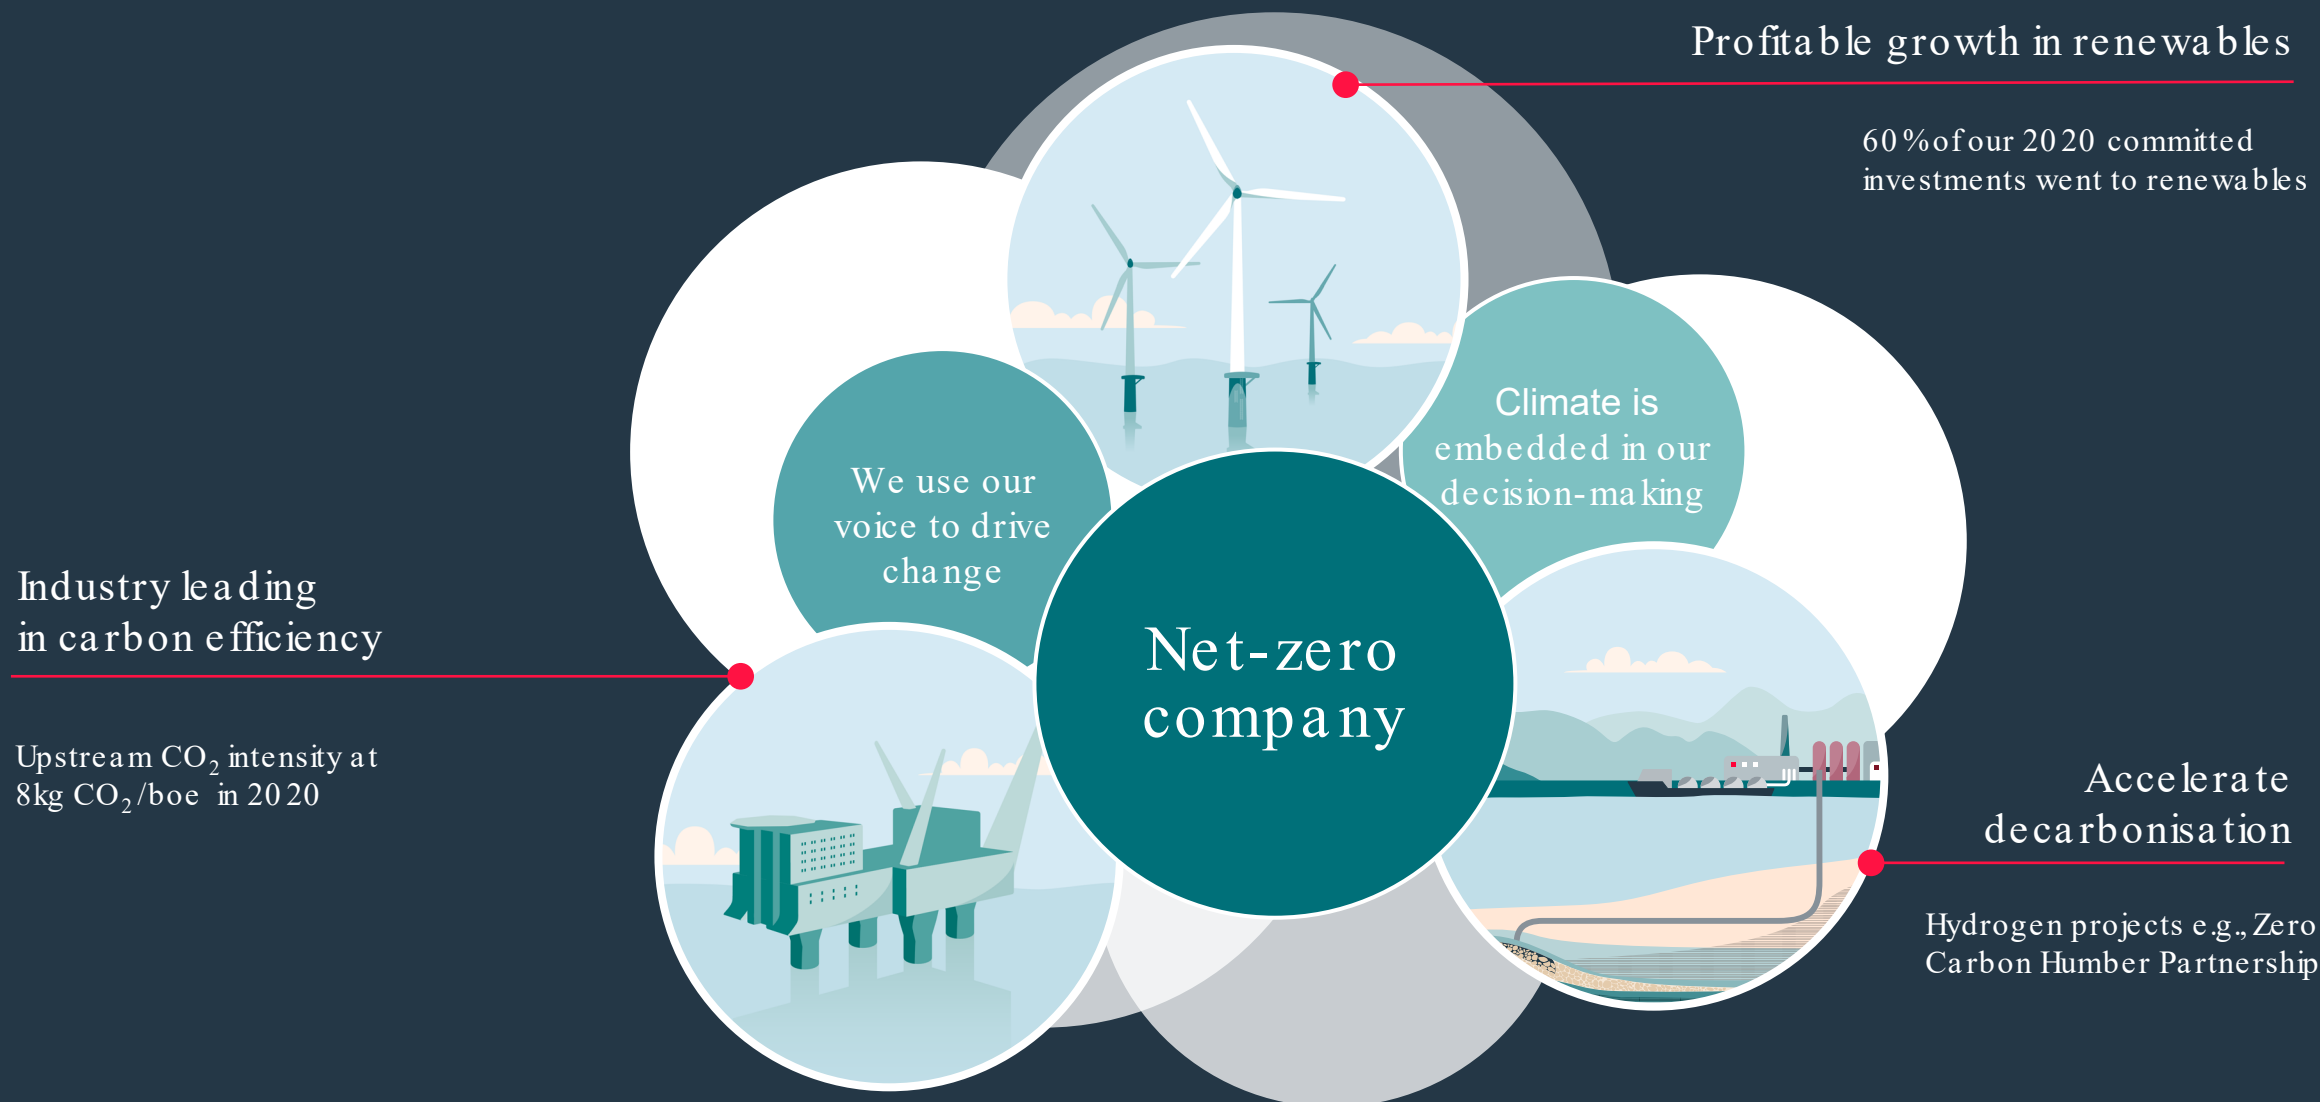 Profitable growth in renewables
60% of our 2020 committed
investments went to renewables
Climate is
embedded in our
decision-making
We use our
voice to drive
change
Industry leading
in carbon efficiency
Net-zero
company
Upstream CO₂ intensity at
8kg CO₂/boe in 2020
Accelerate
decarbonisation
Hydrogen projects e.g., Zero
Carbon Humber Partnership